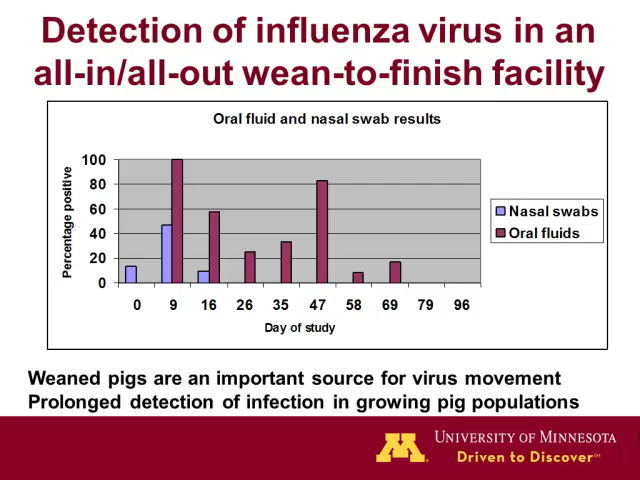 Detection of influenza virus in an
all-in/all-out wean-to-finish facility
Oral fluid and nasal swab results
Percentage positive
100
80
60
40
20
0
0 9 16 26 35 47 58 69 79 96
Day of study
Nasal swabs
Oral fluids
Weaned pigs are an important source for virus movement
Prolonged detection of infection in growing pig populations
M
UNIVERSITY OF MINNESOTA
Driven to Discover℠